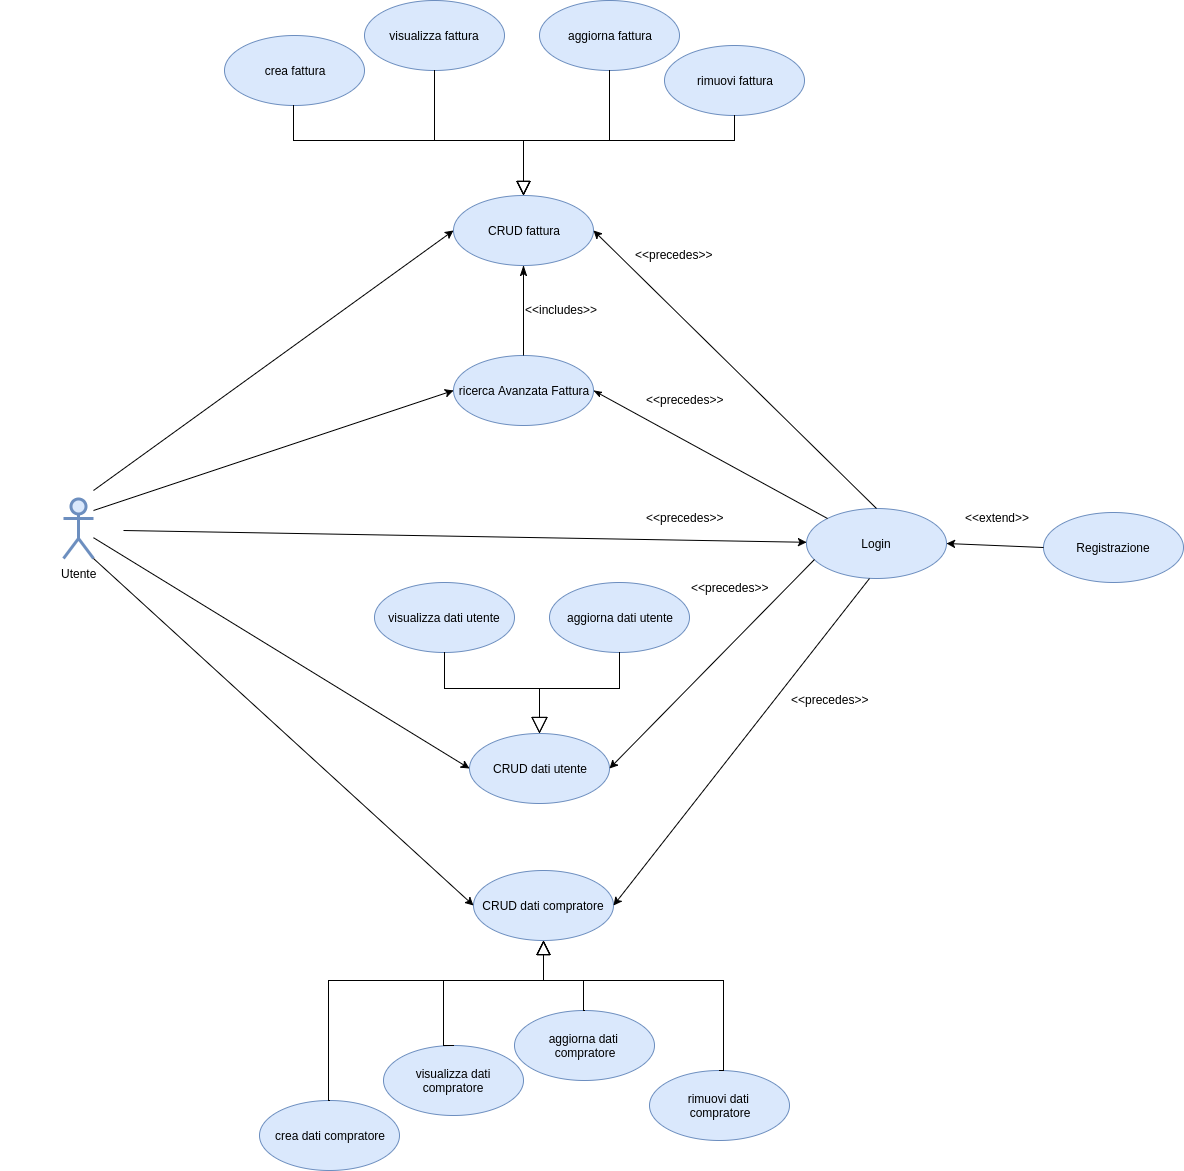 visualizza fattura
aggiorna fattura
crea fattura
rimuovi fattura
CRUD fattura
<<precedes>>
<<includes>>
ricerca Avanzata Fattura
<<precedes>>
<<precedes>>
<<extend>>
Login
Registrazione
Utente
<<precedes>>
visualizza dati utente
aggiorna dati utente
<<precedes>>
CRUD dati utente
CRUD dati compratore
aggiorna dati
compratore
visualizza dati
compratore
rimuovi dati
compratore
crea dati compratore